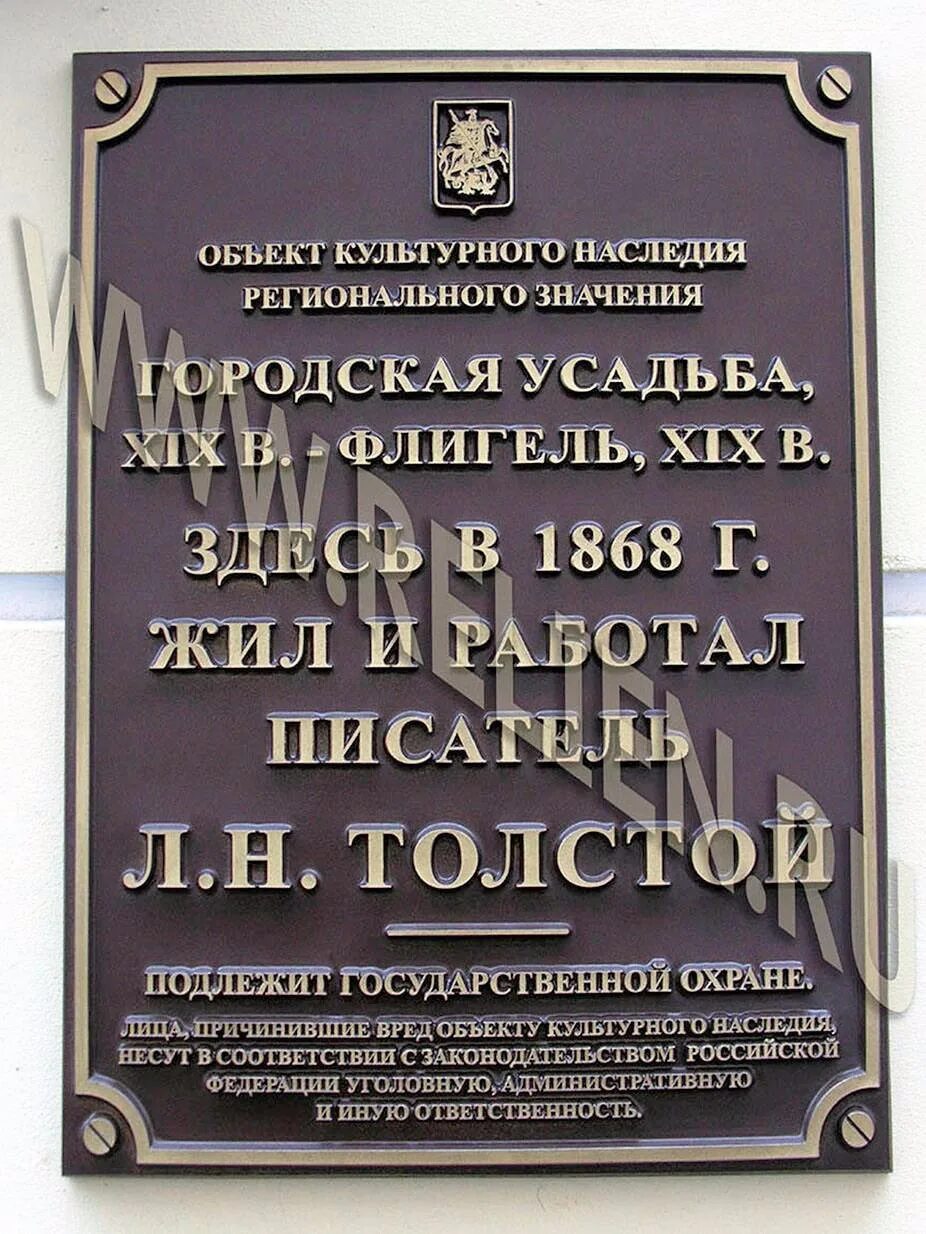 ОБЪЕКТ КУЛЬТУРНОГО НАСЛЕДИЯ
РЕГИОНАЛЬНОГО ЗНАЧЕНИЯ
ГОРОДСКАЯ УСАДЬБА,
XIX В. - ФЛИГЕЛЬ, XIX В.
ЗДЕСЬ В 1868 Г.
ЖИЛ И РАБОТАЛ
ПИСАТЕЛЬ
Л.Н. ТОЛСТОЙ
ПОДЛЕЖИТ ГОСУДАРСТВЕННОЙ ОХРАНЕ.
ЛИЦА, ПРИЧИНИВШИЕ ВРЕД ОБЪЕКТУ КУЛЬТУРНОГО НАСЛЕДИЯ,
НЕСУТ В СООТВЕТСТВИИ С ЗАКОНОДАТЕЛЬСТВОМ РОССИЙСКОЙ
ФЕДЕРАЦИИ УГОЛОВНУЮ, АДМИНИСТРАТИВНУЮ
И ИНУЮ ОТВЕТСТВЕННОСТЬ.
WWW.RELIEN.RU